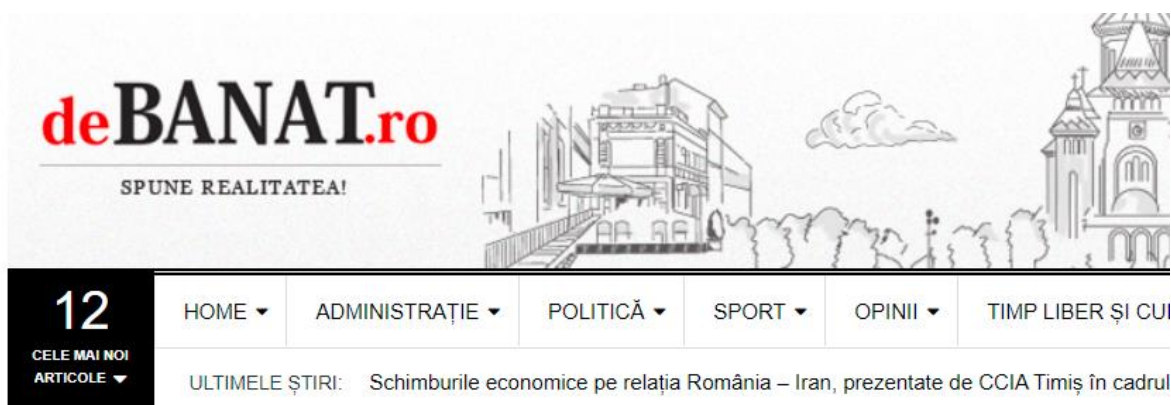 deBANAT.ro
SPUNE REALITATEA!
12
CELE MAI NOI
ARTICOLE
HOME ADMINISTRAȚIE POLITICĂ SPORT OPINII TIMP LIBER ȘI
ULTIMELE ȘTIRI: Schimburile economice pe relația România – Iran, prezentate de CCIA Timiș în cadrul